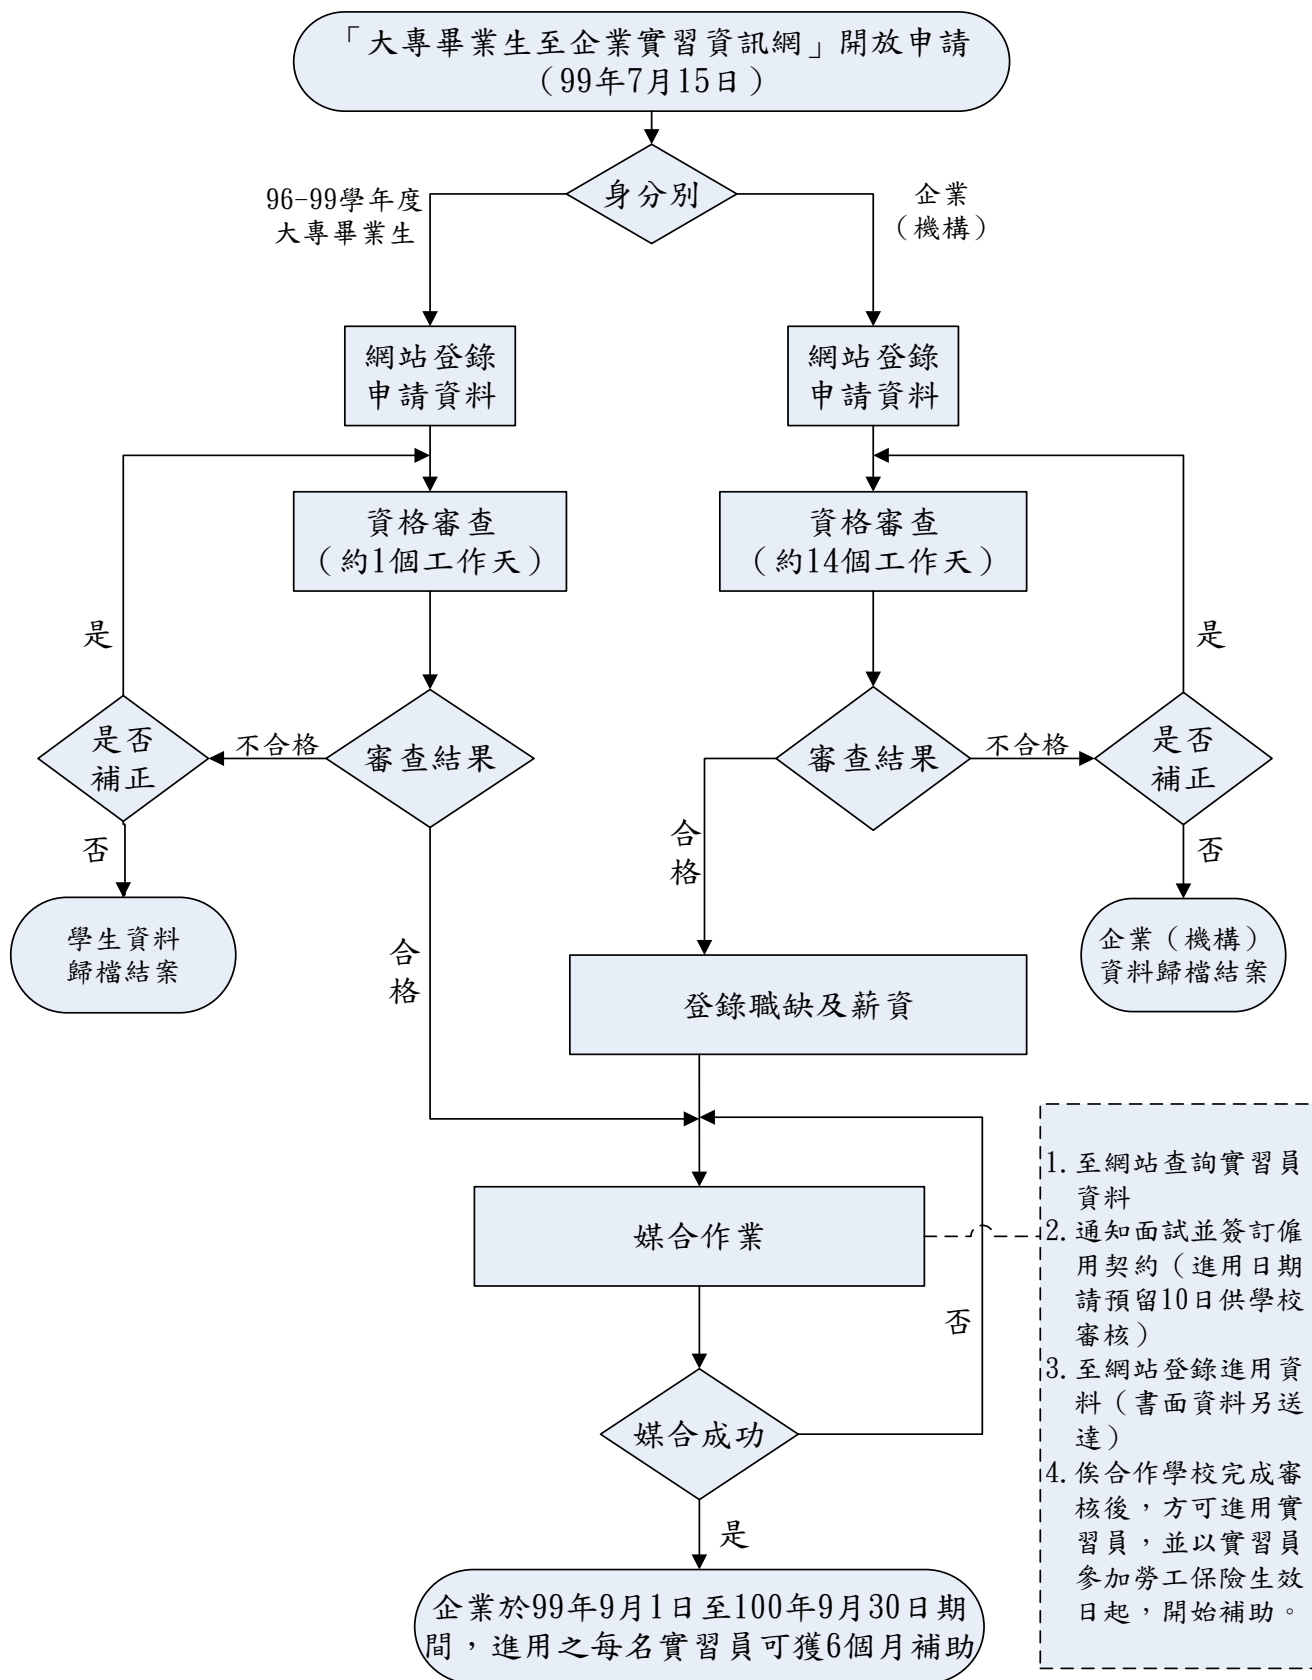 「大專畢業生至企業實習資訊網」開放申請
（99年7月15日）
身分別
96-99學年度
大專畢業生
企業
（機構）
網站登錄
申請資料
網站登錄
申請資料
資格審查
（約1個工作天）
資格審查
（約14個工作天）
是
是
是否
補正
不合格
審查結果
審查結果
不合格
是否
補正
否
合
格
否
學生資料
歸檔結案
合
格
企業（機構）
資料歸檔結案
登錄職缺及薪資
媒合作業
否
媒合成功
是
企業於99年9月1日至100年9月30日期
間，進用之每名實習員可獲6個月補助
1. 至網站查詢實習員
資料
2. 通知面試並簽訂僱
用契約（進用日期
請預留10日供學校
審核）
3. 至網站登錄進用資
料（書面資料另送
達）
4. 俟合作學校完成審
核後，方可進用實
習員，並以實習員
參加勞工保險生效
日起，開始補助。